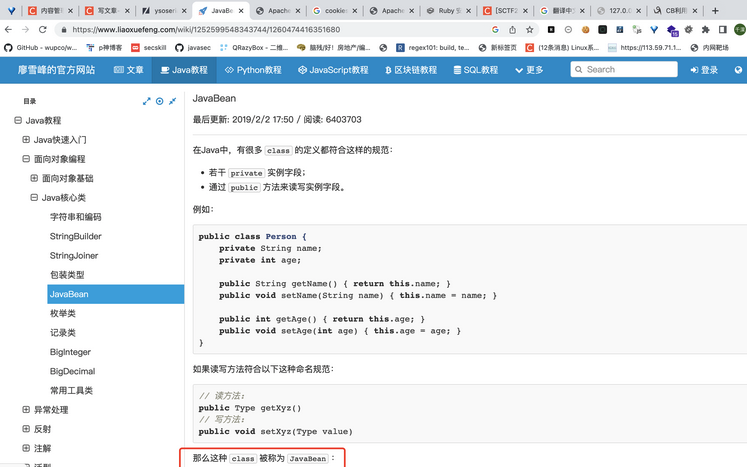 内容管
写文章
ysoseri
JavaBe
Apache
cookie
Apache
Ruby 安
[SCTF2
翻译中
127.0.
CB利用
https://www.liaoxuefeng.com/wiki/1252599548343744/1260474416351680
GitHub - wupco/w...
p神博客
secskill
javasec
QRazyBox - 二维...
脑残/好! 房地产/编...
regex101: build, te...
新标签页
(12条消息) Linux系...
https://113.59.71.1...
内网靶场
廖雪峰的官方网站 文章 Java教程 Python教程 JavaScript教程 区块链教程 SQL教程 更多 Search 登录
目录
Java教程
Java快速入门
面向对象编程
面向对象基础
Java核心类
字符串和编码
StringBuilder
StringJoiner
包装类型
JavaBean
枚举类
记录类
BigInteger
BigDecimal
常用工具类
异常处理
反射
注解
JavaBean
最后更新: 2019/2/2 17:50 / 阅读: 6403703
在Java中，有很多 class 的定义都符合这样的规范：
若干 private 实例字段；
通过 public 方法来读写实例字段。
例如：
public class Person {
private String name;
private int age;
public String getName() { return this.name; }
public void setName(String name) { this.name = name; }
public int getAge() { return this.age; }
public void setAge(int age) { this.age = age; }
}
如果读写方法符合以下这种命名规范：
// 读方法:
public Type getXyz()
// 写方法:
public void setXyz(Type value)
那么这种 class 被称为 JavaBean ：